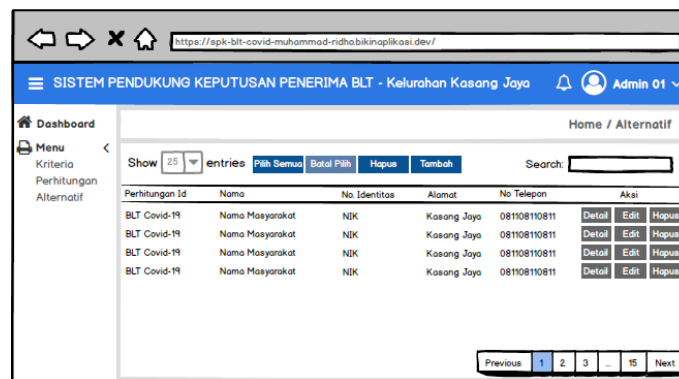 https://spk-blt-covid-muhammad-ridho.bikinaplikasi.dev/
SISTEM PENDUKUNG KEPUTUSAN PENERIMA BLT - Kelurahan Kasang Jaya Admin 01
Dashboard Home / Alternatif
Menu
Kriteria
Perhitungan
Alternatif
Show 25 entries Pilih Semua Batal Pilih Hapus Tambah Search:
Perhitungan Id Nama No. Identitas Alamat No Telepon Aksi
BLT Covid-19 Nama Masyarakat NIK Kasang Jaya 081108110811 Detail Edit Hapus
BLT Covid-19 Nama Masyarakat NIK Kasang Jaya 081108110811 Detail Edit Hapus
BLT Covid-19 Nama Masyarakat NIK Kasang Jaya 081108110811 Detail Edit Hapus
BLT Covid-19 Nama Masyarakat NIK Kasang Jaya 081108110811 Detail Edit Hapus
Previous 1 2 3 ... 15 Next